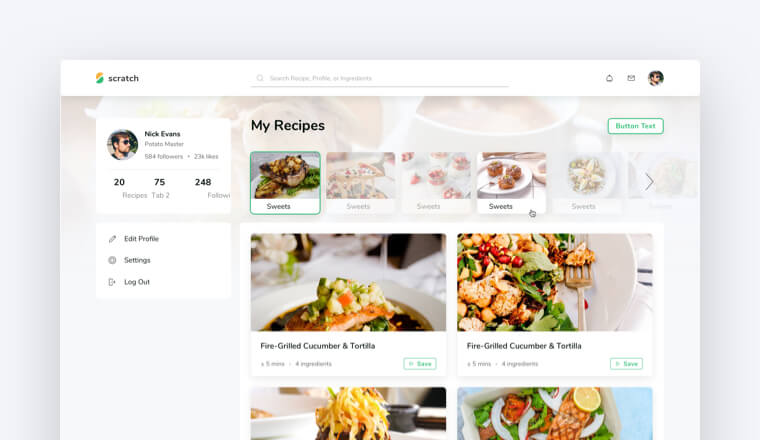 scratch
Search Recipe, Profile, or Ingredients
Nick Evans
Potato Master
584 followers • 23k likes
20 75 248
Recipes Tab 2 Followi
Edit Profile
Settings
Log Out
My Recipes
Button Text
Sweets Sweets Sweets Sweets Sweets Sweets
Fire-Grilled Cucumber & Tortilla
± 5 mins • 4 ingredients
Save
Fire-Grilled Cucumber & Tortilla
± 5 mins • 4 ingredients
Save